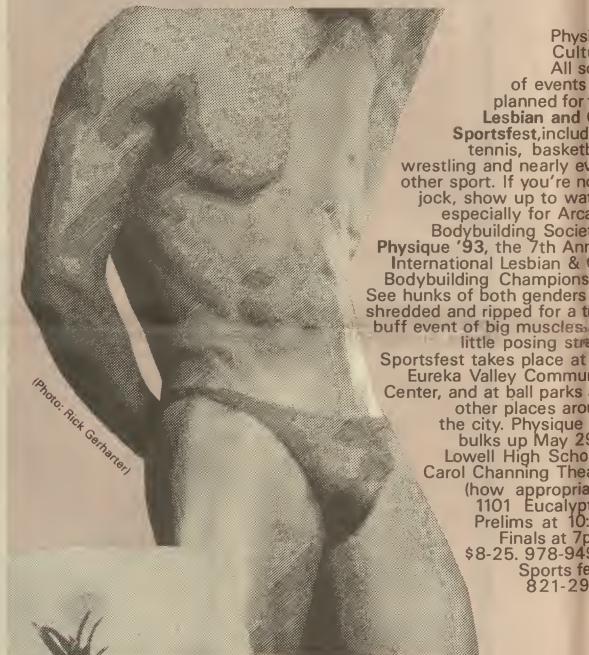 Phys
Cult
All s
of events
planned for
Lesbian and
Sportsfest,includ
tennis, basketb
wrestling and nearly ev
other sport. If you're no
jock, show up to wat
especially for Arca
Bodybuilding Societ
Physique '93, the 7th Ann
International Lesbian &
Bodybuilding Champions
See hunks of both genders
shredded and ripped for a t
buff event of big muscles
little posing str
Sportsfest takes place at
Eureka Valley Commu
Center, and at ball parks
other places arou
the city. Physique
bulks up May 29
Lowell High Scho
Carol Channing Thea
(how appropria
1101 Eucalypt
Prelims at 10:
Finals at 7p
$8-25. 978-949
Sports fe
821-29
(Photo: Rick Gerharter)